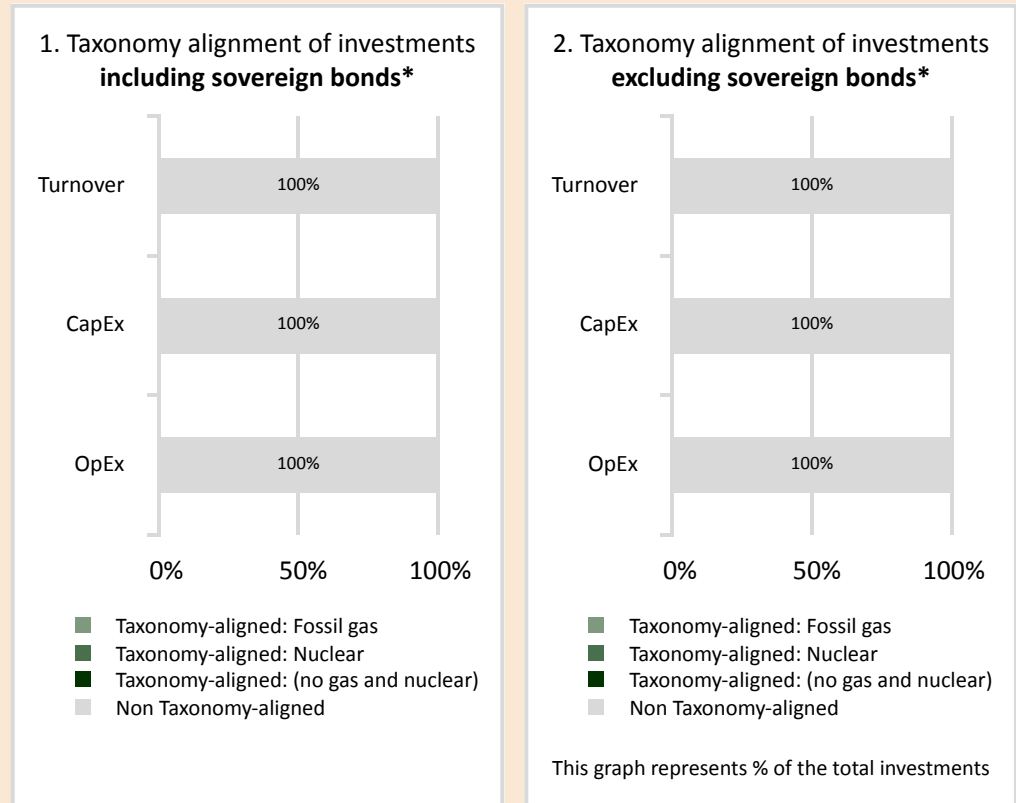 1. Taxonomy alignment of investments
including sovereign bonds*
Turnover
100%
CapEx
100%
OpEx
100%
0% 50% 100%
Taxonomy-aligned: Fossil gas
Taxonomy-aligned: Nuclear
Taxonomy-aligned: (no gas and nuclear)
Non Taxonomy-aligned
2. Taxonomy alignment of investments
excluding sovereign bonds*
Turnover
100%
CapEx
100%
OpEx
100%
0% 50% 100%
Taxonomy-aligned: Fossil gas
Taxonomy-aligned: Nuclear
Taxonomy-aligned: (no gas and nuclear)
Non Taxonomy-aligned
This graph represents % of the total investments